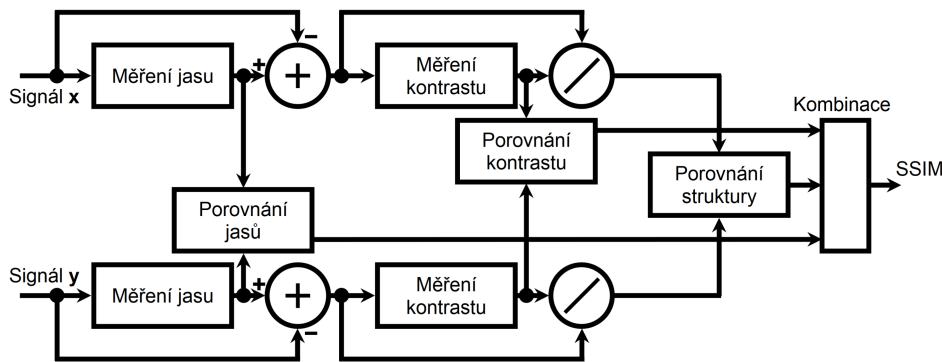 −
Měření jasu
+
+
Měření
kontrastu
Signál x
Kombinace
Porovnání
kontrastu
SSIM
Porovnání
struktury
Porovnání
jasů
Signál y
Měření jasu
+
+
Měření
kontrastu
−